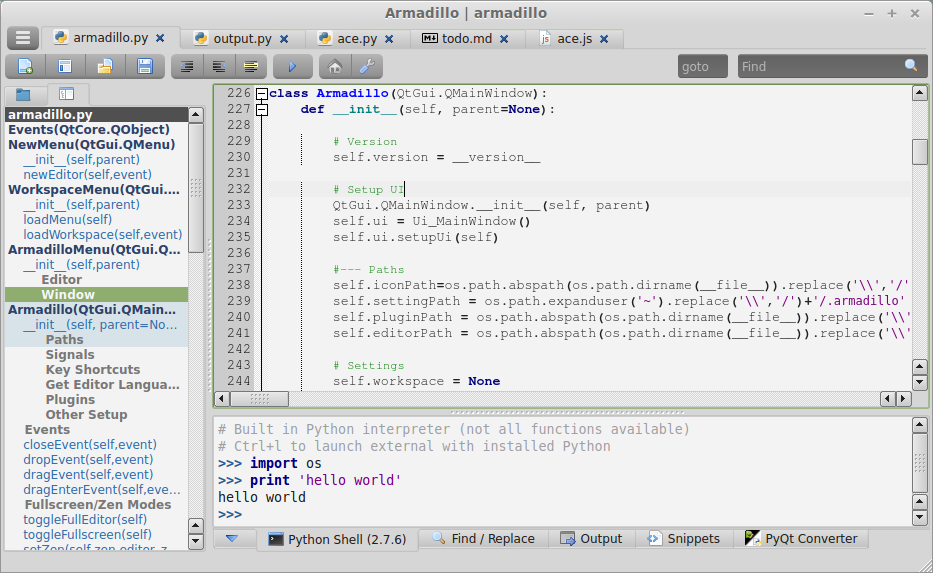 Armadillo | armadillo
armadillo.py
output.py
ace.py
todo.md
ace.js
goto
Find
armadillo.py
Events(QtCore.QObject)
NewMenu(QtGui.QMenu)
__init__(self,parent)
newEditor(self,event)
WorkspaceMenu(QtGui....
__init__(self,parent)
loadMenu(self)
loadWorkspace(self,event)
ArmadilloMenu(QtGui.Q...
__init__(self,parent)
Editor
Window
Armadillo(QtGui.QMain...
__init__(self, parent=No...
Paths
Signals
Key Shortcuts
Get Editor Langua...
Plugins
Other Setup
Events
closeEvent(self,event)
dropEvent(self,event)
dragEvent(self,event)
dragEnterEvent(self,eve...
Fullscreen/Zen Modes
toggleFullEditor(self)
toggleFullscreen(self)
226 class Armadillo(QtGui.QMainWindow):
227 def __init__(self, parent=None):
228
229 # Version
230 self.version = __version__
231
232 # Setup UI
233 QtGui.QMainWindow.__init__(self, parent)
234 self.ui = Ui_MainWindow()
235 self.ui.setupUi(self)
236
237 #--- Paths
238 self.iconPath=os.path.abspath(os.path.dirname(__file__)).replace('\\','/'
239 self.settingPath = os.path.expanduser('~').replace('\\','/')+'/.armadillo'
240 self.pluginPath = os.path.abspath(os.path.dirname(__file__)).replace('\\'
241 self.editorPath = os.path.abspath(os.path.dirname(__file__)).replace('\\'
242
243 # Settings
244 self.workspace = None
# Built in Python interpreter (not all functions available)
# Ctrl+l to launch external with installed Python
>>> import os
>>> print 'hello world'
hello world
>>>
Python Shell (2.7.6)
Find / Replace
Output
Snippets
PyQt Converter